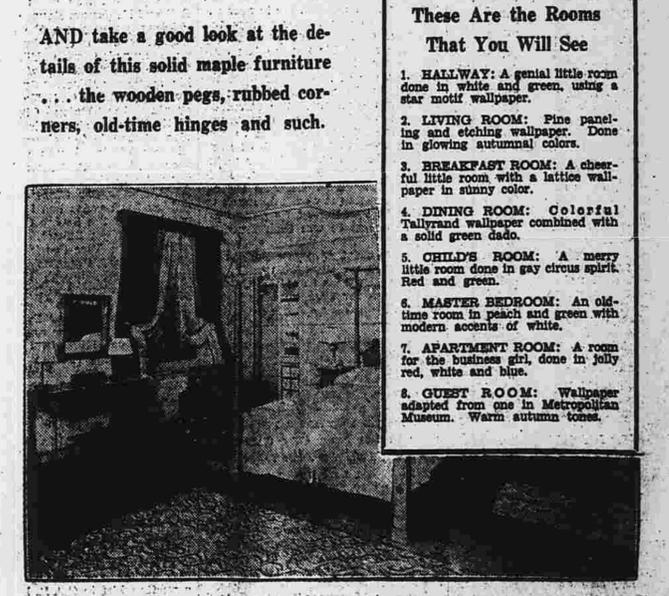 AND take a good look at the de-
tails of this solid maple furniture
. . . the wooden pegs, rubbed cor-
ners, old-time hinges and such.
These Are the Rooms
That You Will See
1. HALLWAY: A genial little room
done in white and green, using a
star motif wallpaper.
2. LIVING ROOM: Pine panel-
ing and etching wallpaper. Done
in glowing autumnal colors.
3. BREAKFAST ROOM: A cheer-
ful little room with a lattice wall-
paper in sunny color.
4. DINING ROOM: Colorful
Tallyrand wallpaper combined with
a solid green dado.
5. CHILD'S ROOM: A merry
little room done in gay circus spirit.
Red and green.
6. MASTER BEDROOM: An old-
time room in peach and green with
modern accents of white.
7. APARTMENT ROOM: A room
for the business girl, done in jolly
red, white and blue.
8. GUEST ROOM: Wallpaper
adapted from one in Metropolitan
Museum. Warm autumn tones.